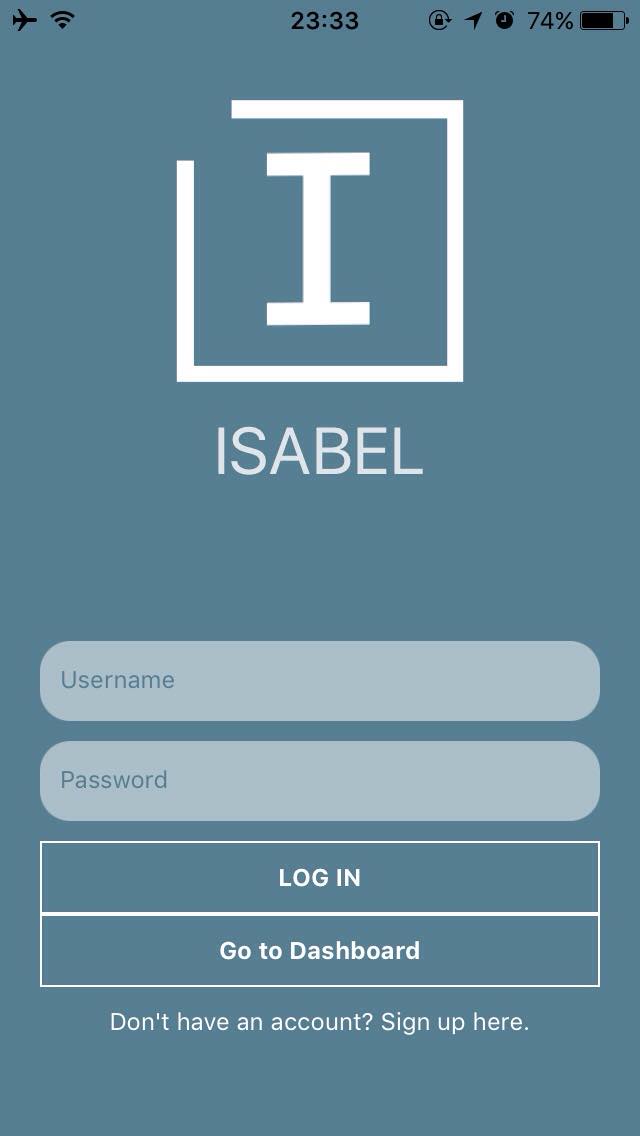 23:33 74%
I
ISABEL
Username
Password
LOG IN
Go to Dashboard
Don't have an account? Sign up here.